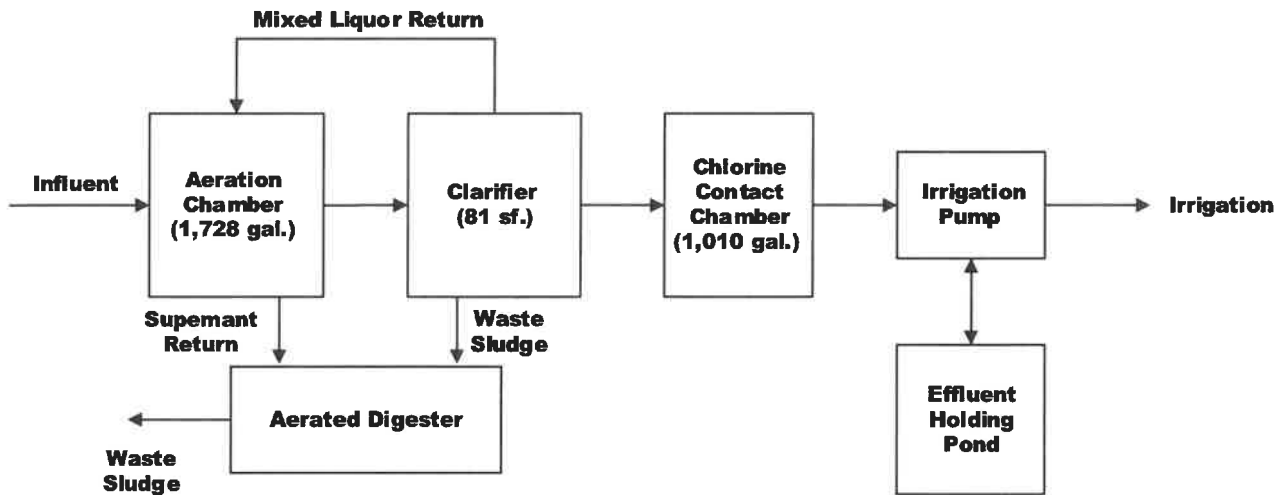 Mixed Liquor Return
Influent
Aeration
Chamber
(1,728 gal.)
Clarifier
(81 sf.)
Chlorine
Contact
Chamber
(1,010 gal.)
Irrigation
Pump
Irrigation
Supernant
Return
Waste
Sludge
Aerated Digester
Waste
Sludge
Effluent
Holding
Pond